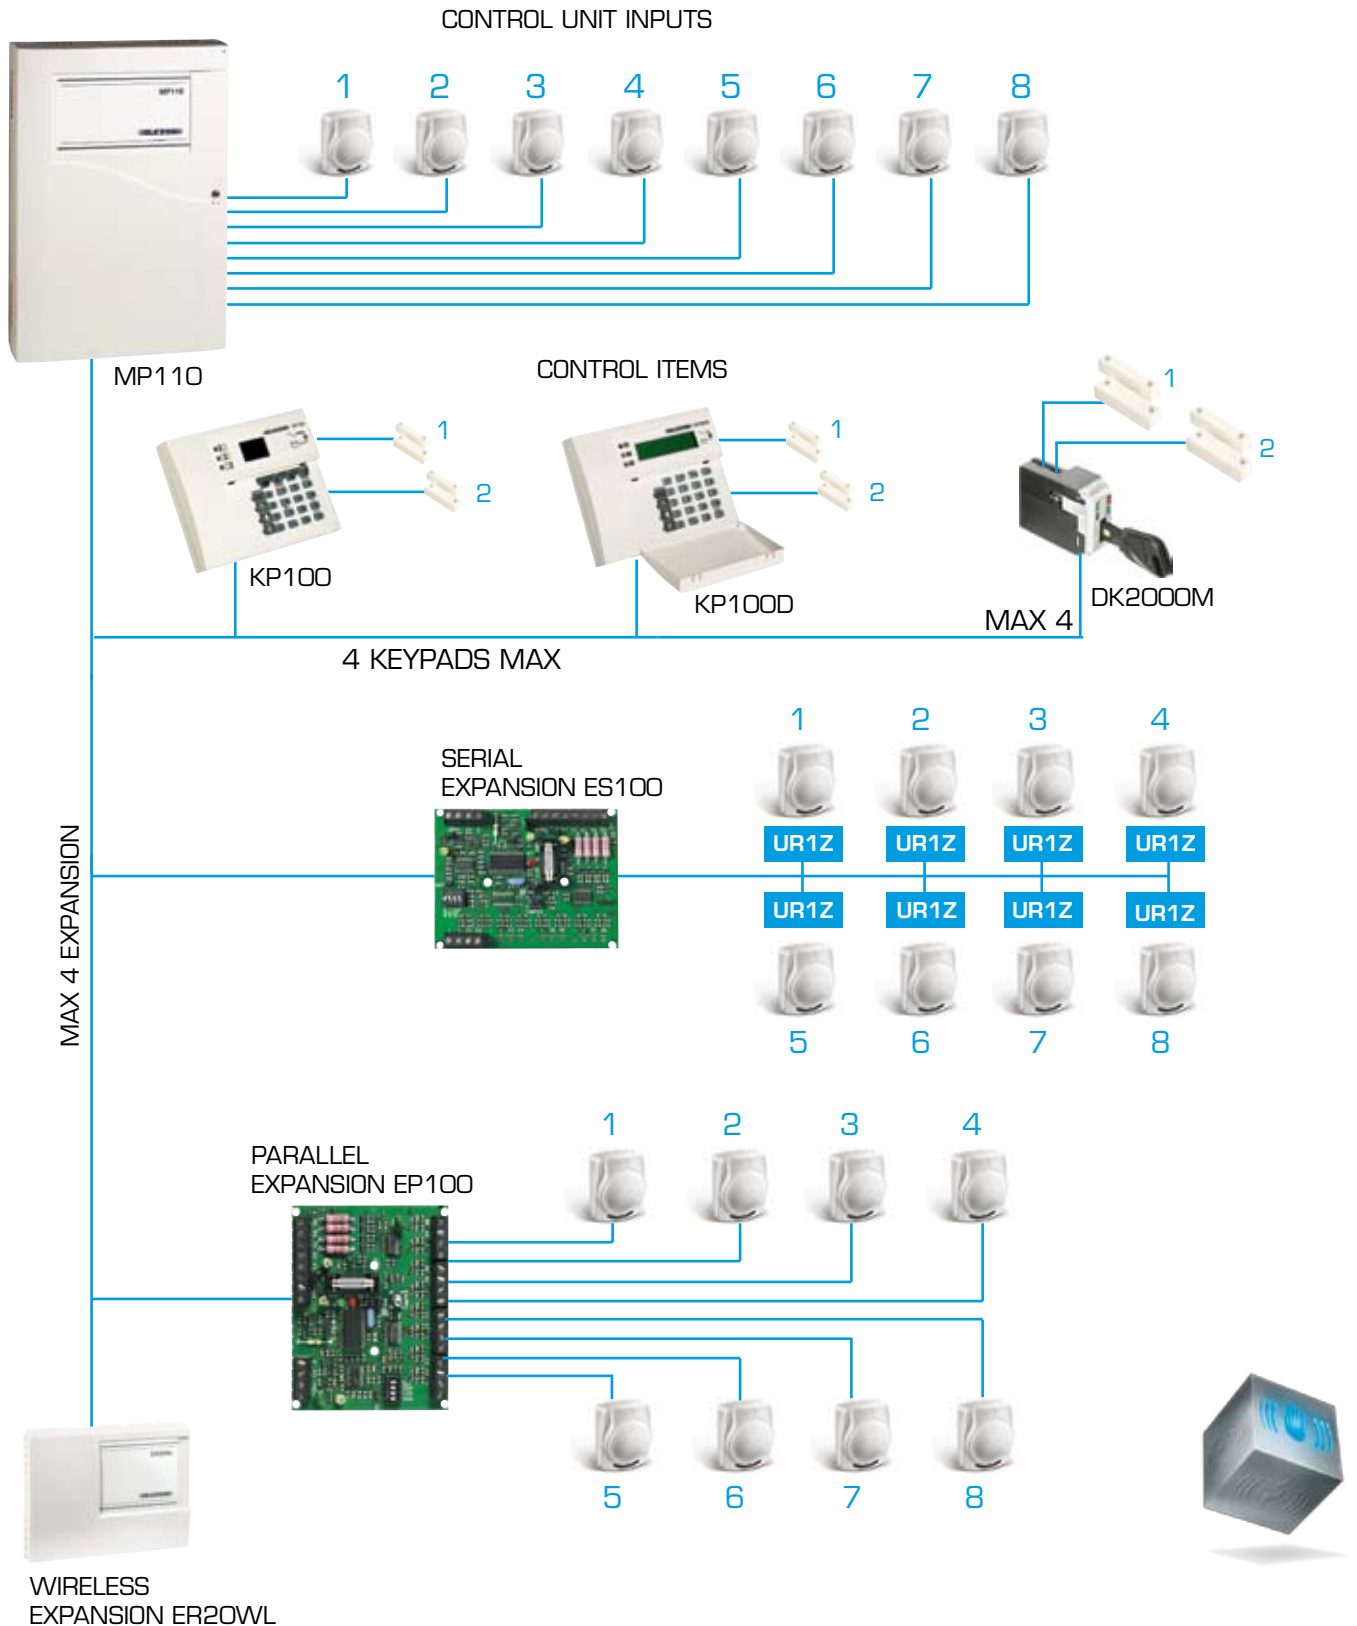 CONTROL UNIT INPUTS
1 2 3 4 5 6 7 8
MP110
MP110
CONTROL ITEMS
1
2
KP100
1
2
KP100D
1
2
DK2000M
MAX 4
4 KEYPADS MAX
MAX 4 EXPANSION
SERIAL
EXPANSION ES100
1 2 3 4
UR1Z UR1Z UR1Z UR1Z
UR1Z UR1Z UR1Z UR1Z
5 6 7 8
PARALLEL
EXPANSION EP100
1 2 3 4
5 6 7 8
WIRELESS
EXPANSION ER20WL